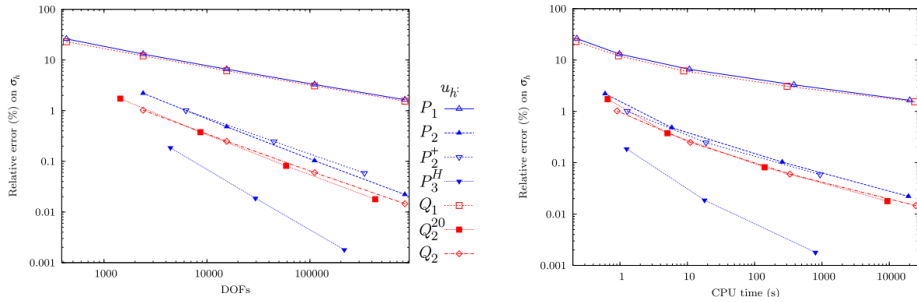 100
10
1
0.1
0.01
0.001
Relative error (%) on σh
1000
10000
100000
DOFs
uh:
P1
P2
P2+
P3H
Q1
Q2 20
Q2
100
10
1
0.1
0.01
0.001
Relative error (%) on σh
1
10
100
1000
10000
CPU time (s)